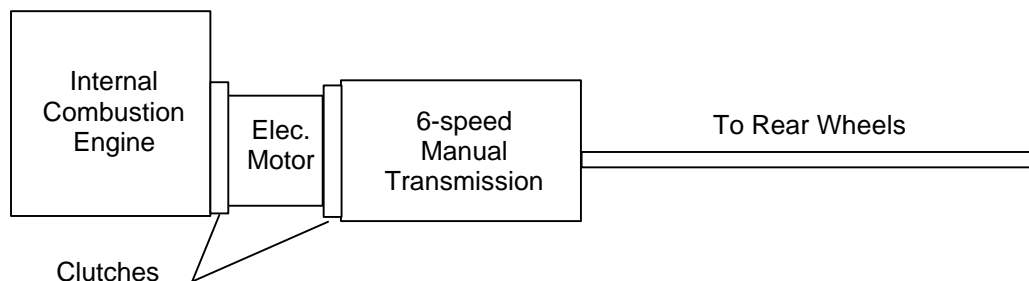 Internal
Combustion
Engine
Elec.
Motor
6-speed
Manual
Transmission
To Rear Wheels
Clutches